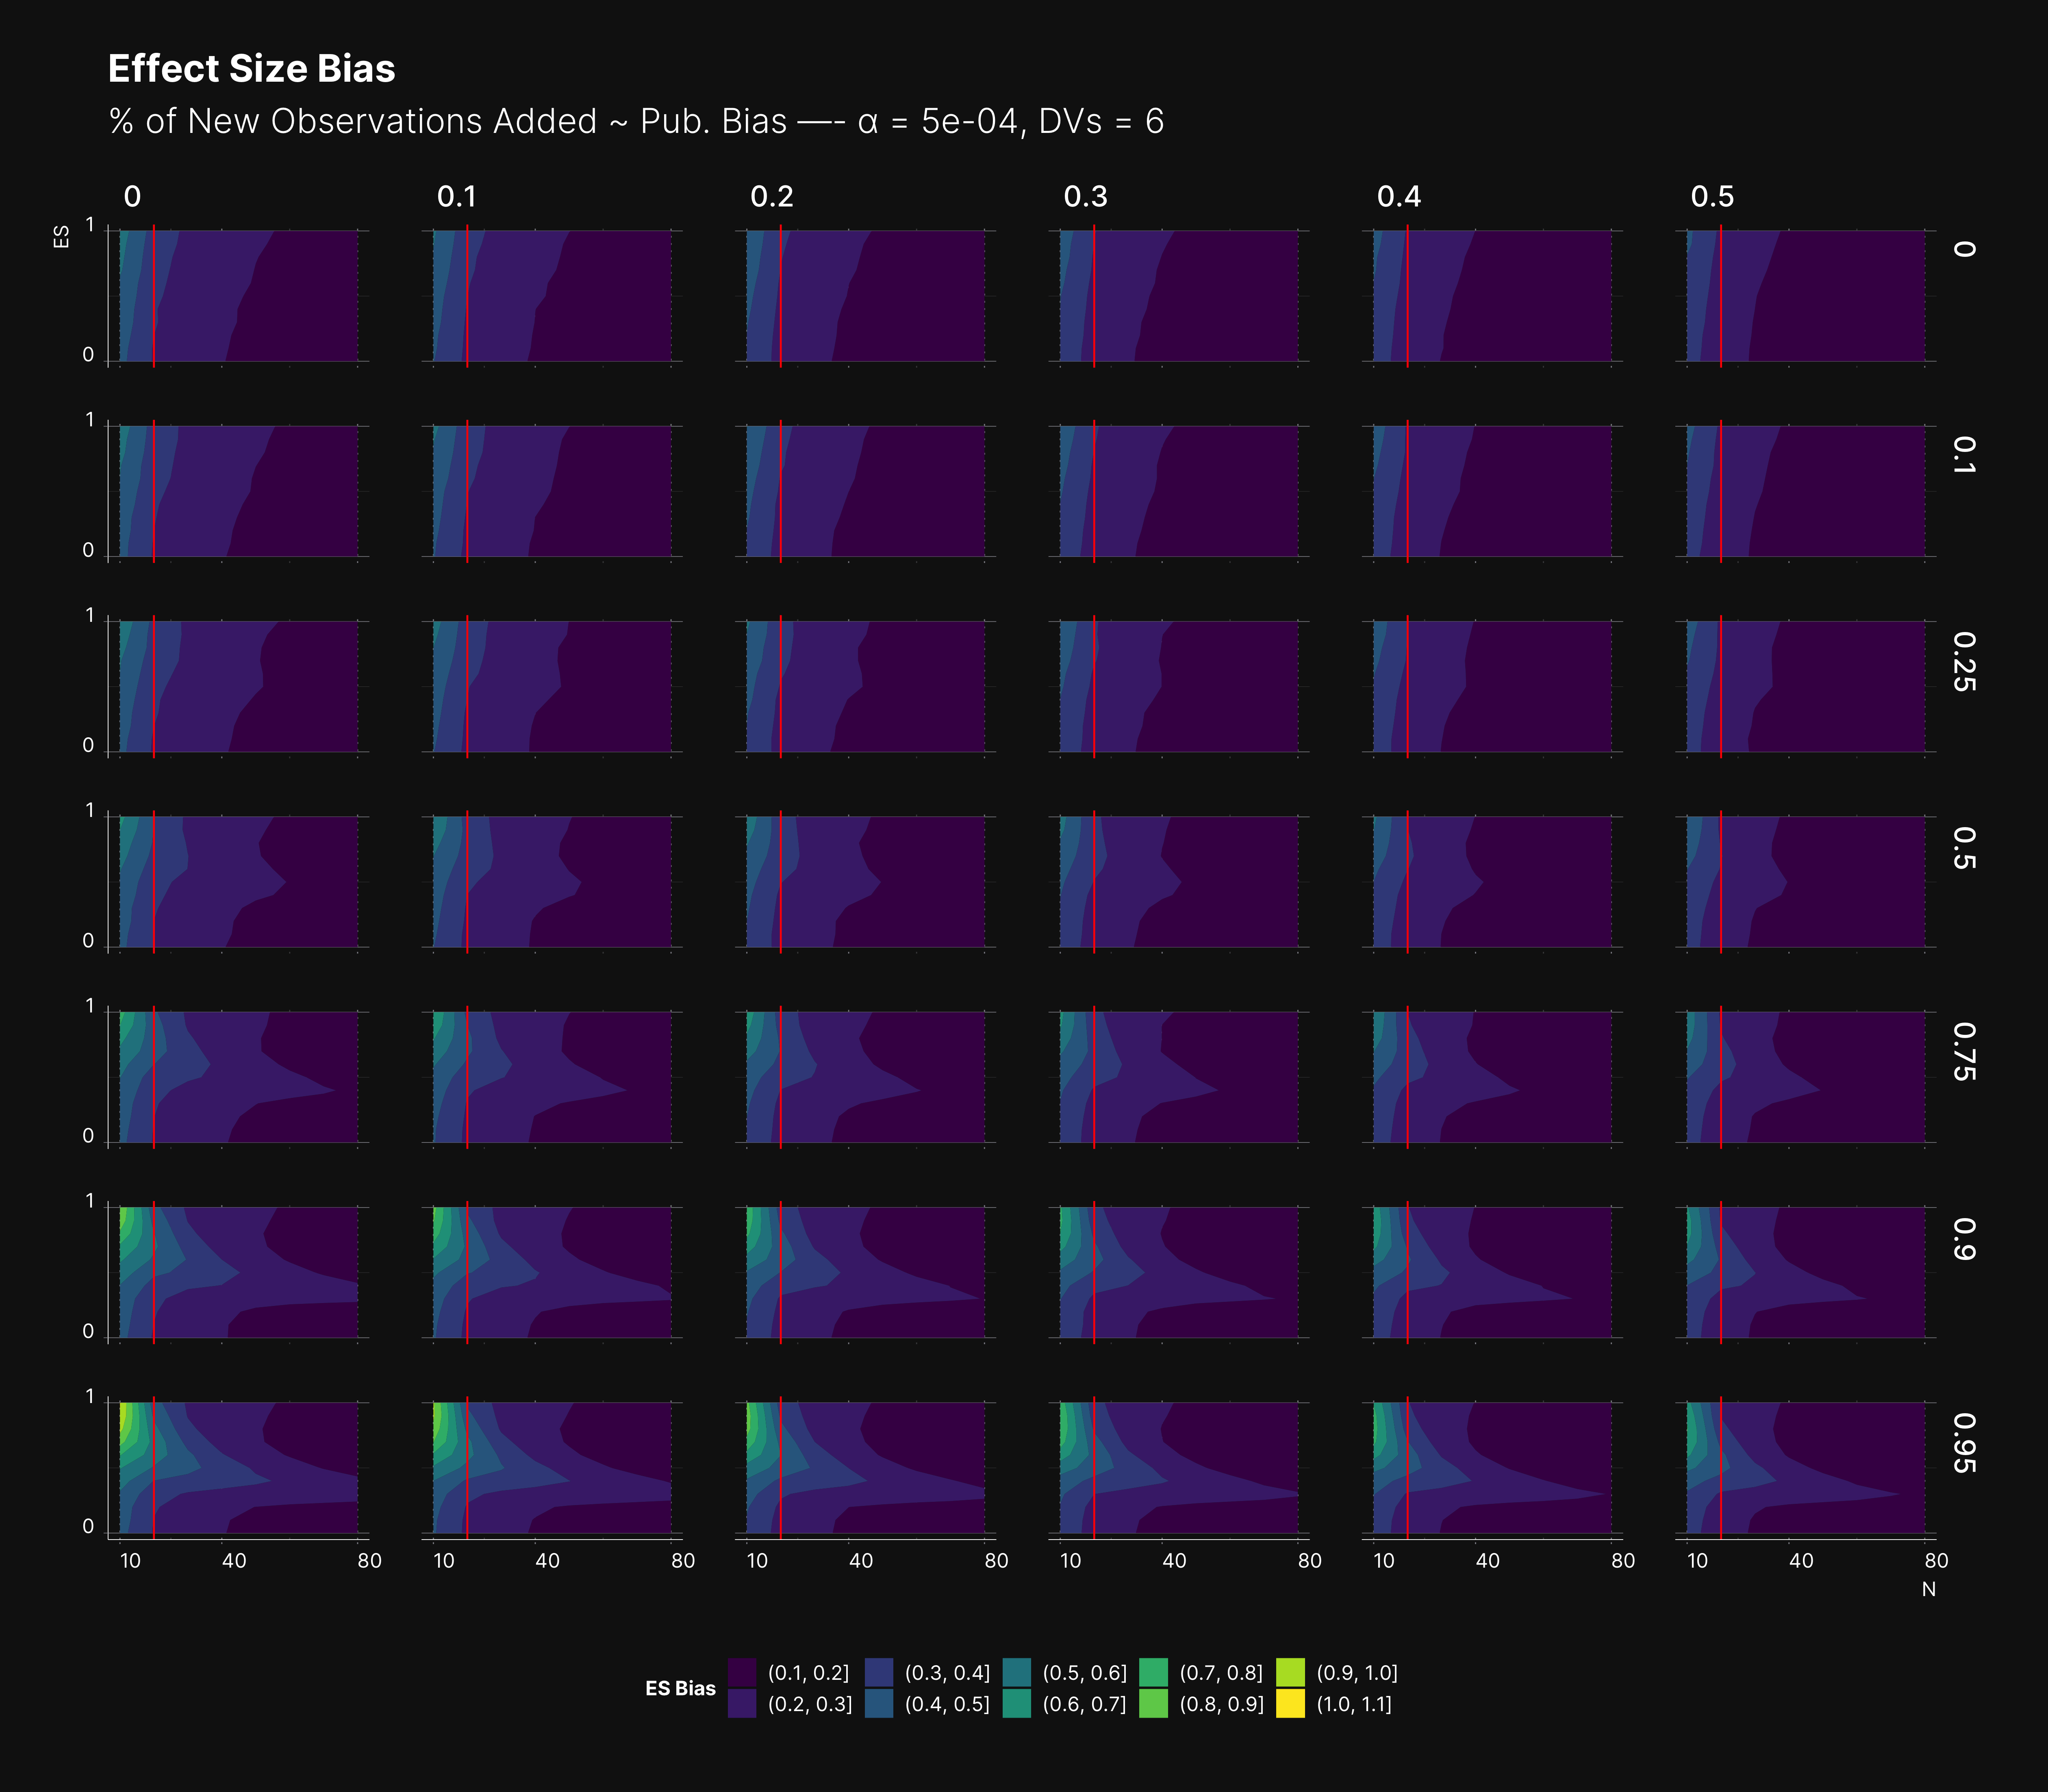 Effect Size Bias
% of New Observations Added ~ Pub. Bias —- α = 5e-04, DVs = 6
0 0.1 0.2 0.3 0.4 0.5
ES
1
0
0
1
0
0.1
1
0
0.25
1
0
0.5
1
0
0.75
1
0
0.9
1
0
0.95
10 40 80 10 40 80 10 40 80 10 40 80 10 40 80 10 40 80
N
ES Bias
(0.1, 0.2] (0.3, 0.4] (0.5, 0.6] (0.7, 0.8] (0.9, 1.0]
(0.2, 0.3] (0.4, 0.5] (0.6, 0.7] (0.8, 0.9] (1.0, 1.1]